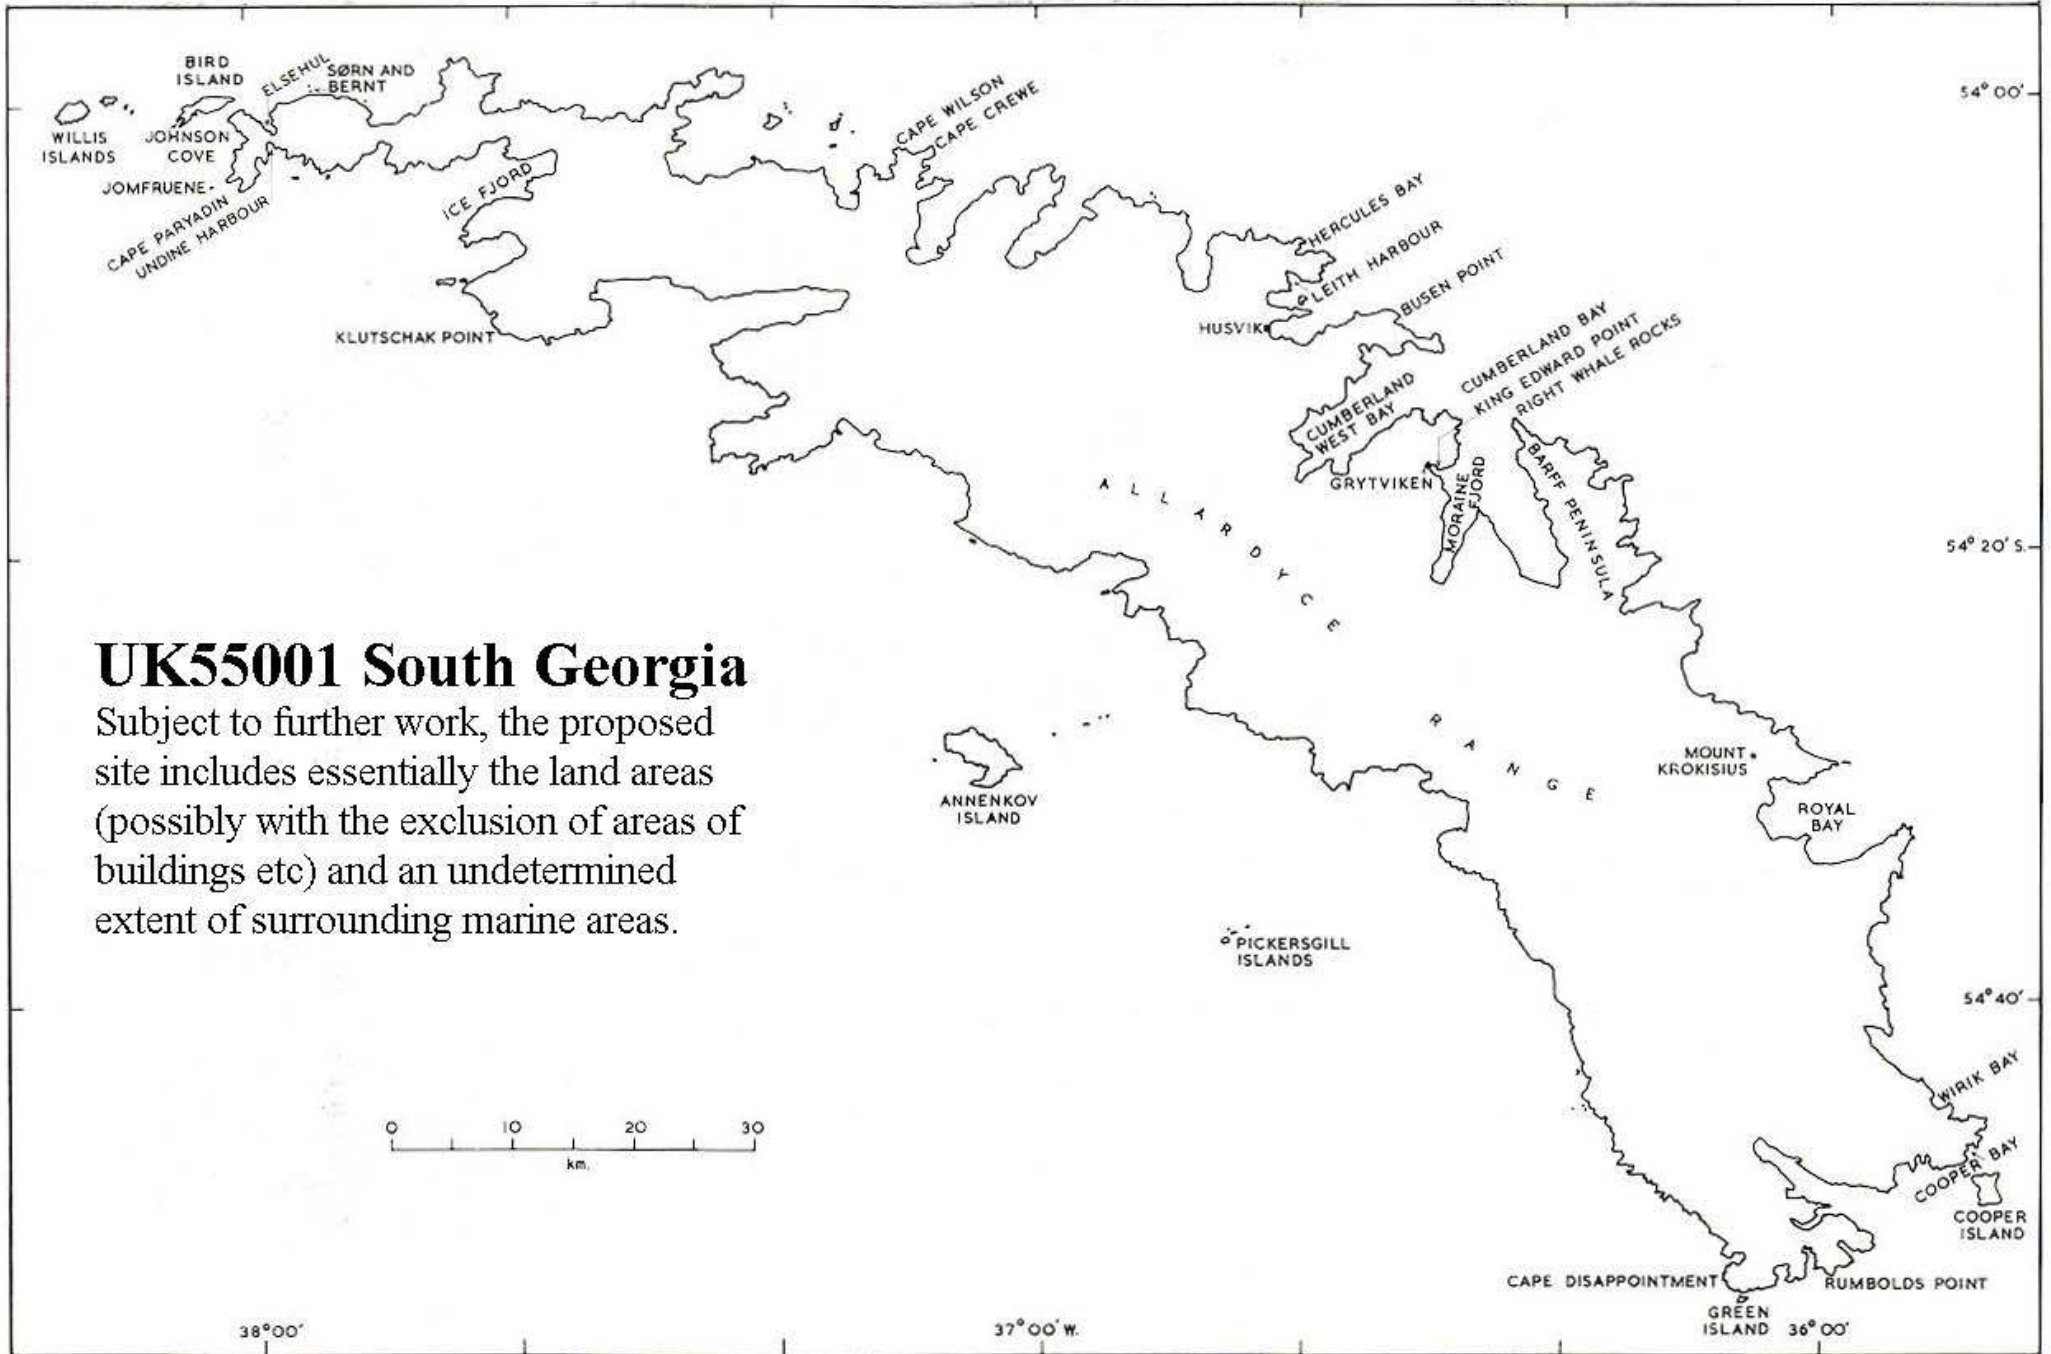 BIRD
ISLAND
ELSEHUL
SØRN AND
BERNT
WILLIS
ISLANDS
JOHNSON
COVE
JOMFRUENE
CAPE PARYADIN
UNDINE HARBOUR
ICE FJORD
KLUTSCHAK POINT
CAPE WILSON
CAPE CREWE
54° 00'
HERCULES BAY
LEITH HARBOUR
BUSEN POINT
HUSVIK
CUMBERLAND BAY
KING EDWARD POINT
RIGHT WHALE ROCKS
CUMBERLAND
WEST BAY
GRYTVIKEN
MORAINE
FJORD
BARFF PENINSULA
54° 20' S.
ALLARDYCE
RANGE
UK55001 South Georgia
Subject to further work, the proposed
site includes essentially the land areas
(possibly with the exclusion of areas of
buildings etc) and an undetermined
extent of surrounding marine areas.
ANNENKOV
ISLAND
MOUNT
KROKISIUS
ROYAL
BAY
PICKERSGILL
ISLANDS
54° 40'
0 10 20 30
km.
WIRIK BAY
COOPER BAY
COOPER
ISLAND
CAPE DISAPPOINTMENT
RUMBOLDS POINT
GREEN
ISLAND
38° 00'
37° 00' W.
36° 00'